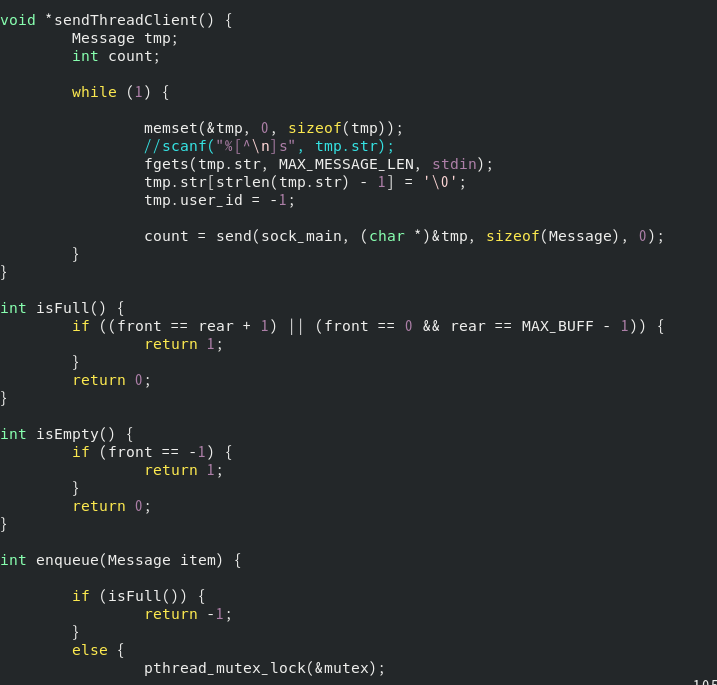 void *sendThreadClient() {
        Message tmp;
        int count;

        while (1) {

                memset(&tmp, 0, sizeof(tmp));
                //scanf("%[^\n]s", tmp.str);
                fgets(tmp.str, MAX_MESSAGE_LEN, stdin);
                tmp.str[strlen(tmp.str) - 1] = '\0';
                tmp.user_id = -1;

                count = send(sock_main, (char *)&tmp, sizeof(Message), 0);
        }
}

int isFull() {
        if ((front == rear + 1) || (front == 0 && rear == MAX_BUFF - 1)) {
                return 1;
        }
        return 0;
}

int isEmpty() {
        if (front == -1) {
                return 1;
        }
        return 0;
}

int enqueue(Message item) {

        if (isFull()) {
                return -1;
        }
        else {
                pthread_mutex_lock(&mutex);